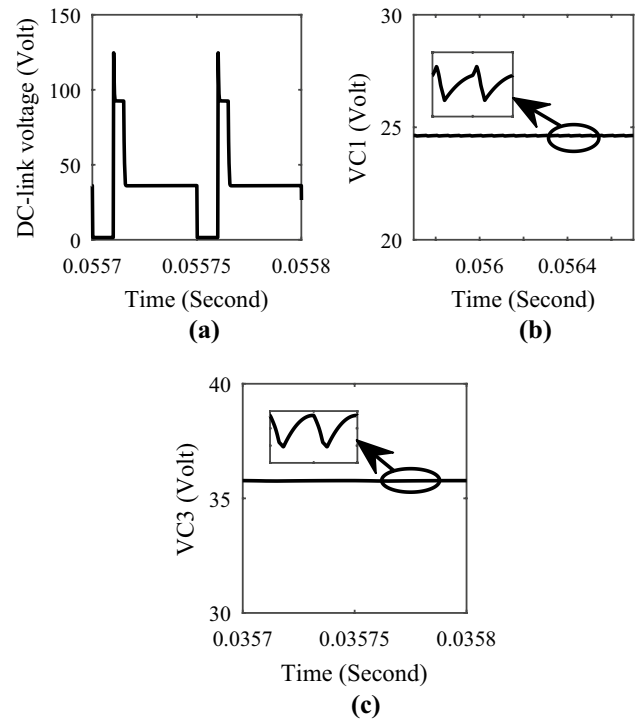 150
100
50
0
DC-link voltage (Volt)
0.0557
0.05575
0.0558
Time (Second)
(a)
30
25
20
VC1 (Volt)
0.056
0.0564
Time (Second)
(b)
40
35
30
VC3 (Volt)
0.0357
0.03575
0.0358
Time (Second)
(c)